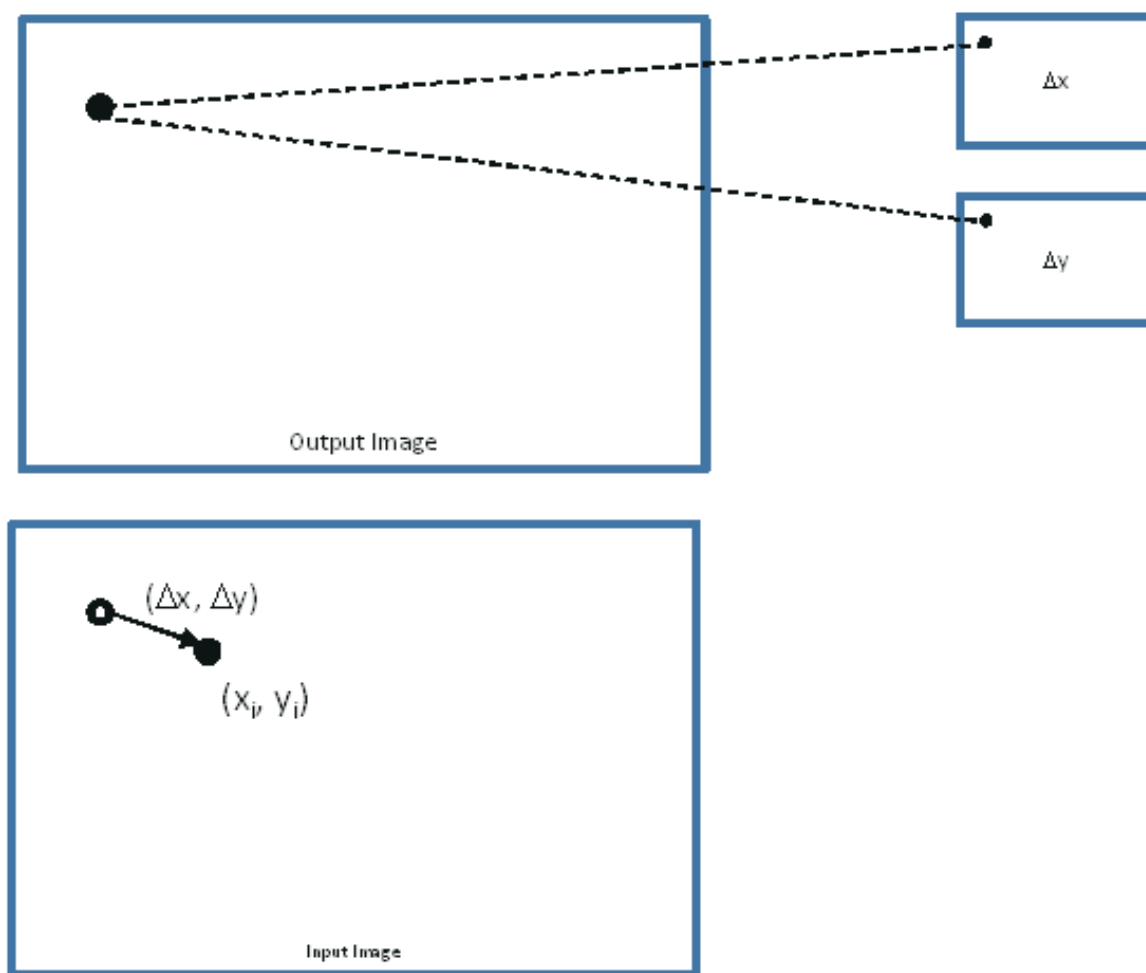 Δx
Δy
Output Image
(Δx, Δy)
(xᵢ, yᵢ)
Input Image